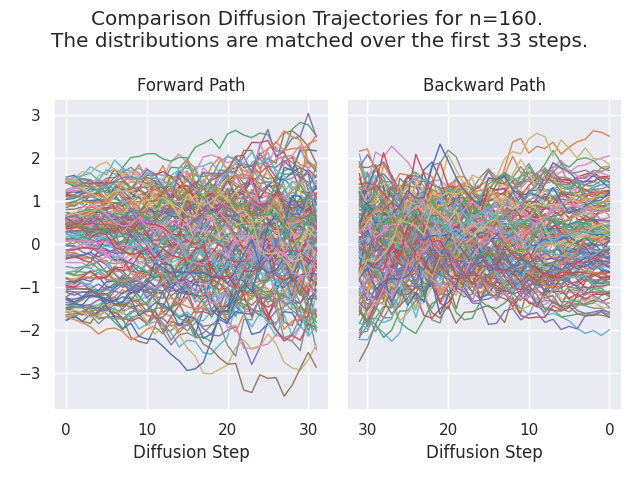 Comparison Diffusion Trajectories for n=160.
The distributions are matched over the first 33 steps.
Forward Path
Backward Path
3
2
1
0
−1
−2
−3
0 10 20 30
30 20 10 0
Diffusion Step
Diffusion Step